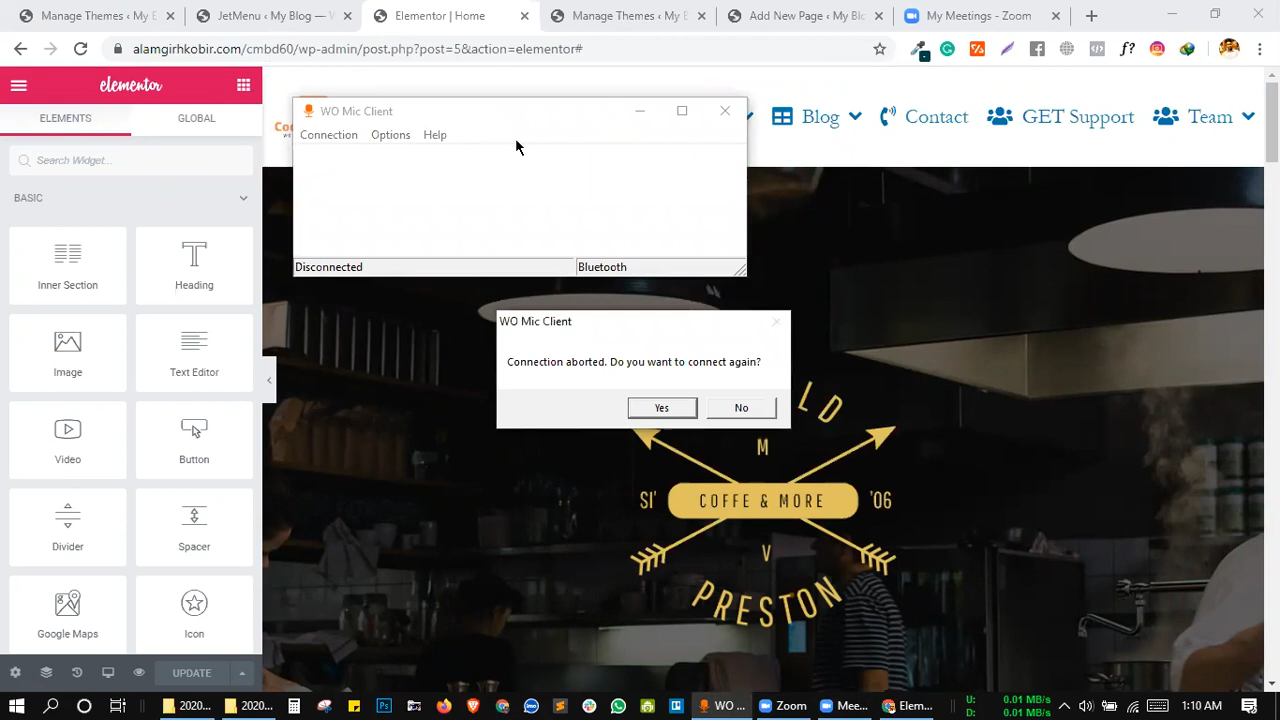 Manage Themes ‹ My E
JetMenu ‹ My Blog — W
Elementor | Home
Manage Themes ‹ My E
Add New Page ‹ My Blo
My Meetings - Zoom
alamgirhkobir.com/cmbd60/wp-admin/post.php?post=5&action=elementor#
elementor
ELEMENTS
GLOBAL
Search Widget...
BASIC
Inner Section
Heading
Image
Text Editor
Video
Button
Divider
Spacer
Google Maps
Icon
UPDATE
Blog
Contact
GET Support
Team
WO Mic Client
Connection
Options
Help
Disconnected
Bluetooth
WO Mic Client
Connection aborted. Do you want to connect again?
Yes
No
LD
M
SI'
COFFE & MORE
'06
V
PRESTON
2020...
2020...
WO ...
Zoom
Mee...
Elem...
U: 0.01 MB/s
D: 0.01 MB/s
1:10 AM